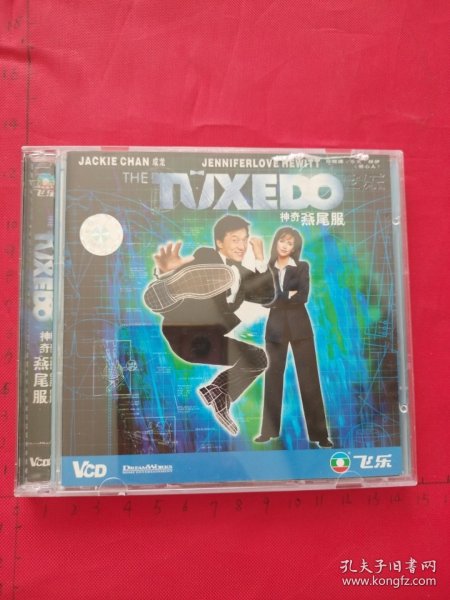 JACKIE CHAN 成龙
JENNIFERLOVE HEWITT
THE TUXEDO
神奇燕尾服
TUXEDO
神奇燕尾服
VCD
VCD
DREAMWORKS
飞乐
孔夫子旧书网
www.kongfz.com